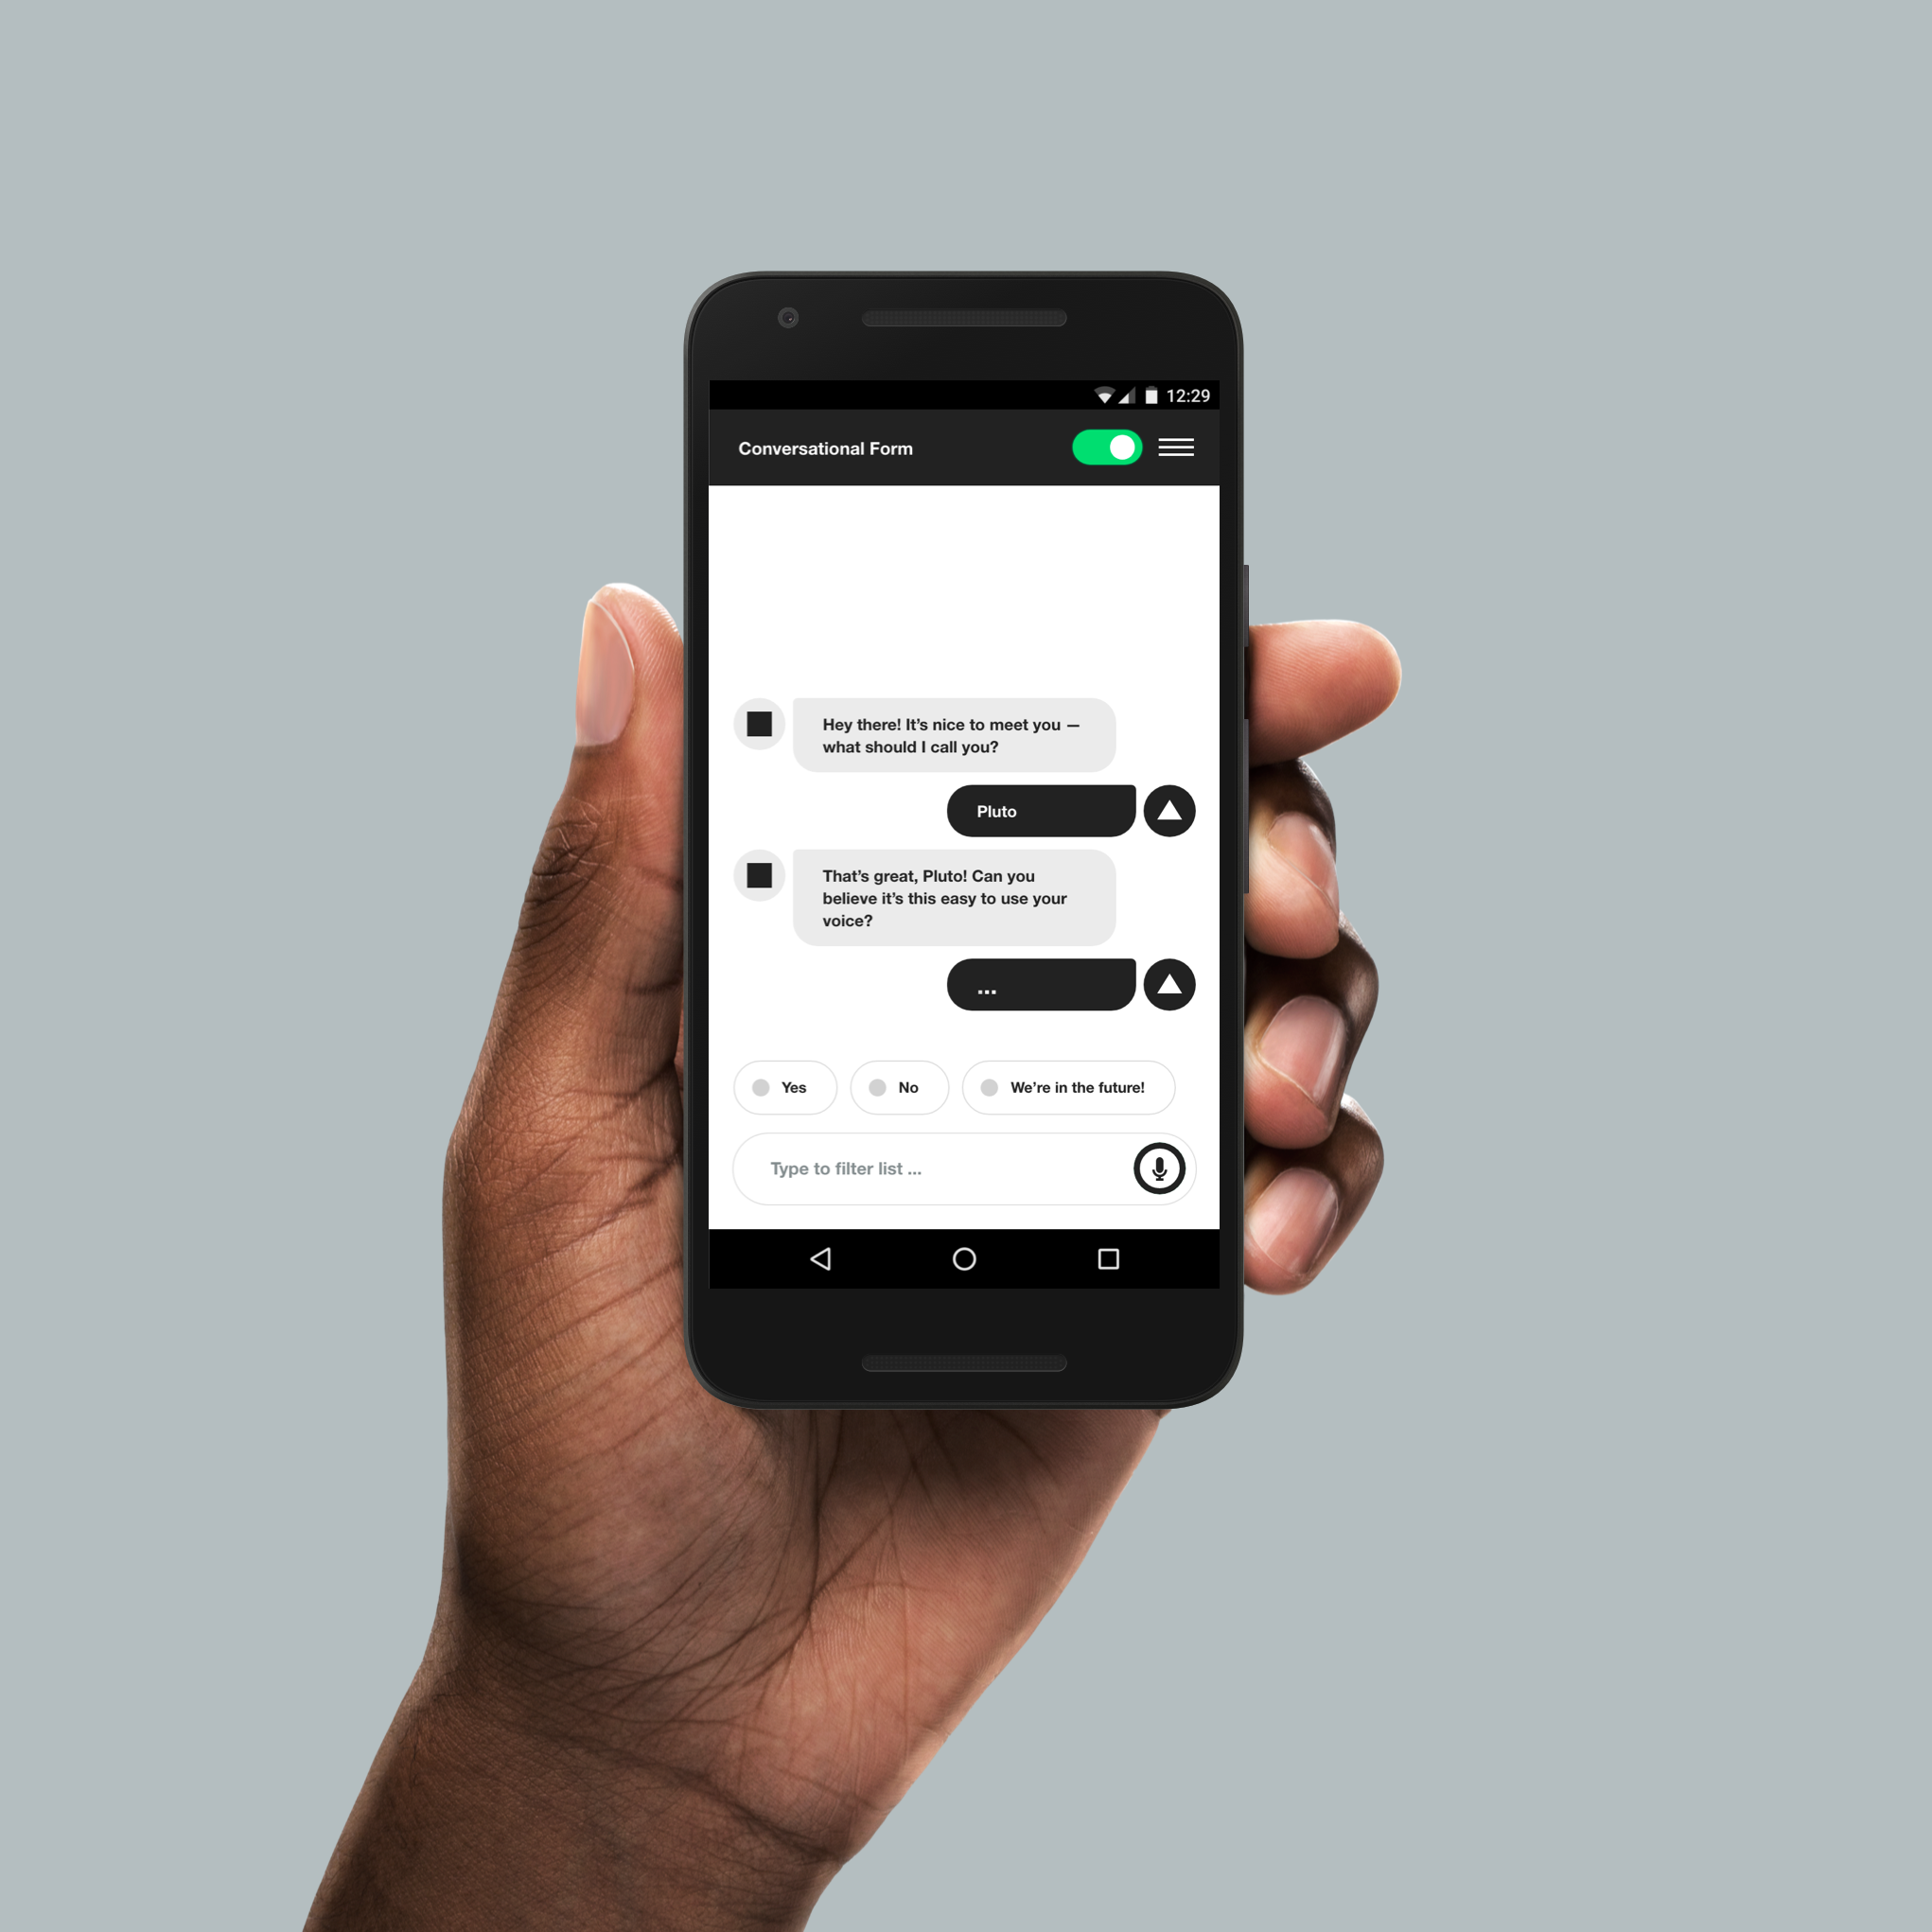 12:29
Conversational Form
Hey there! It’s nice to meet you —
what should I call you?
Pluto
That’s great, Pluto! Can you
believe it’s this easy to use your
voice?
...
Yes
No
We’re in the future!
Type to filter list ...